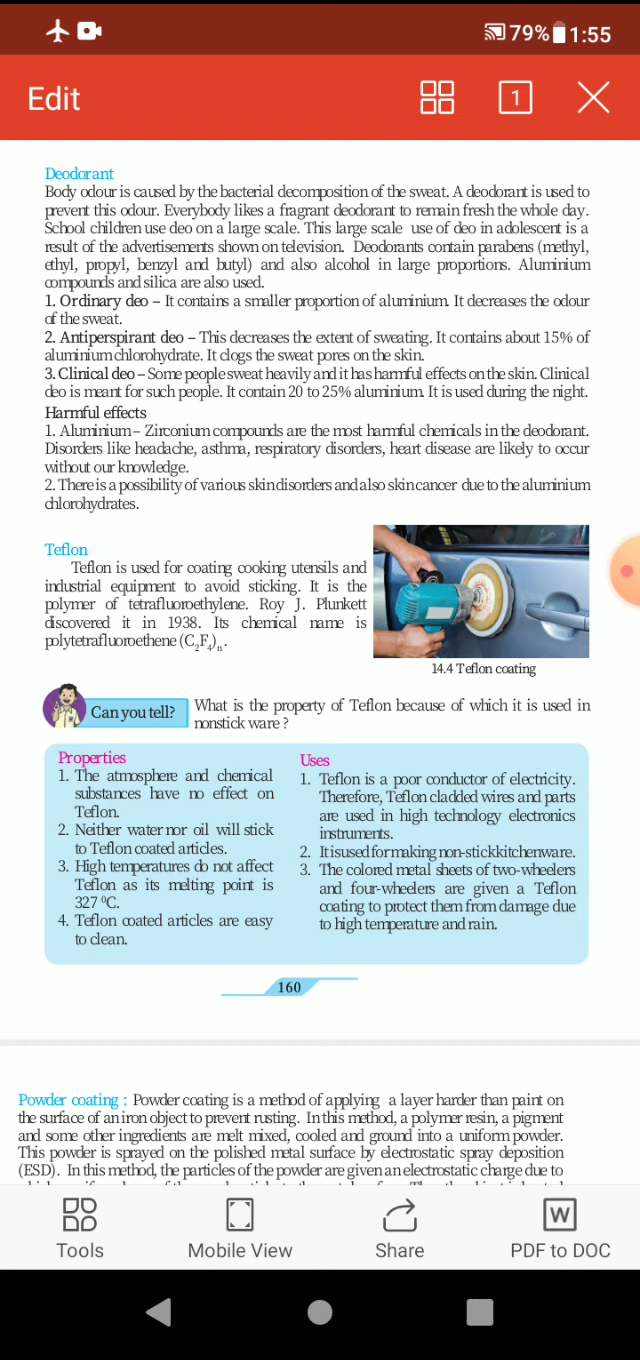 79% 1:55
Edit
1
Deodorant
Body odour is caused by the bacterial decomposition of the sweat. A deodorant is used to
prevent this odour. Everybody likes a fragrant deodorant to remain fresh the whole day.
School children use deo on a large scale. This large scale use of deo in adolescent is a
result of the advertisements shown on television. Deodorants contain parabens (methyl,
ethyl, propyl, benzyl and butyl) and also alcohol in large proportions. Aluminium
compounds and silica are also used.
1. Ordinary deo – It contains a smaller proportion of aluminium. It decreases the odour
of the sweat.
2. Antiperspirant deo – This decreases the extent of sweating. It contains about 15% of
aluminium chlorohydrate. It clogs the sweat pores on the skin.
3. Clinical deo – Some people sweat heavily and it has harmful effects on the skin. Clinical
deo is meant for such people. It contain 20 to 25% aluminium. It is used during the night.
Harmful effects
1. Aluminium – Zirconium compounds are the most harmful chemicals in the deodorant.
Disorders like headache, asthma, respiratory disorders, heart disease are likely to occur
without our knowledge.
2. There is a possibility of various skin disorders and also skin cancer due to the aluminium
chlorohydrates.
Teflon
Teflon is used for coating cooking utensils and
industrial equipment to avoid sticking. It is the
polymer of tetrafluoroethylene. Roy J. Plunkett
discovered it in 1938. Its chemical name is
polytetrafluoroethene (C₂F₄)ₙ.
14.4 Teflon coating
Can you tell?
What is the property of Teflon because of which it is used in
nonstick ware ?
Properties
1. The atmosphere and chemical
substances have no effect on
Teflon.
2. Neither water nor oil will stick
to Teflon coated articles.
3. High temperatures do not affect
Teflon as its melting point is
327 ⁰C.
4. Teflon coated articles are easy
to clean.
Uses
1. Teflon is a poor conductor of electricity.
Therefore, Teflon cladded wires and parts
are used in high technology electronics
instruments.
2. It is used for making non-stick kitchenware.
3. The colored metal sheets of two-wheelers
and four-wheelers are given a Teflon
coating to protect them from damage due
to high temperature and rain.
160
Powder coating : Powder coating is a method of applying a layer harder than paint on
the surface of an iron object to prevent rusting. In this method, a polymer resin, a pigment
and some other ingredients are melt mixed, cooled and ground into a uniform powder.
This powder is sprayed on the polished metal surface by electrostatic spray deposition
(ESD). In this method, the particles of the powder are given an electrostatic charge due to
Tools
Mobile View
Share
W
PDF to DOC